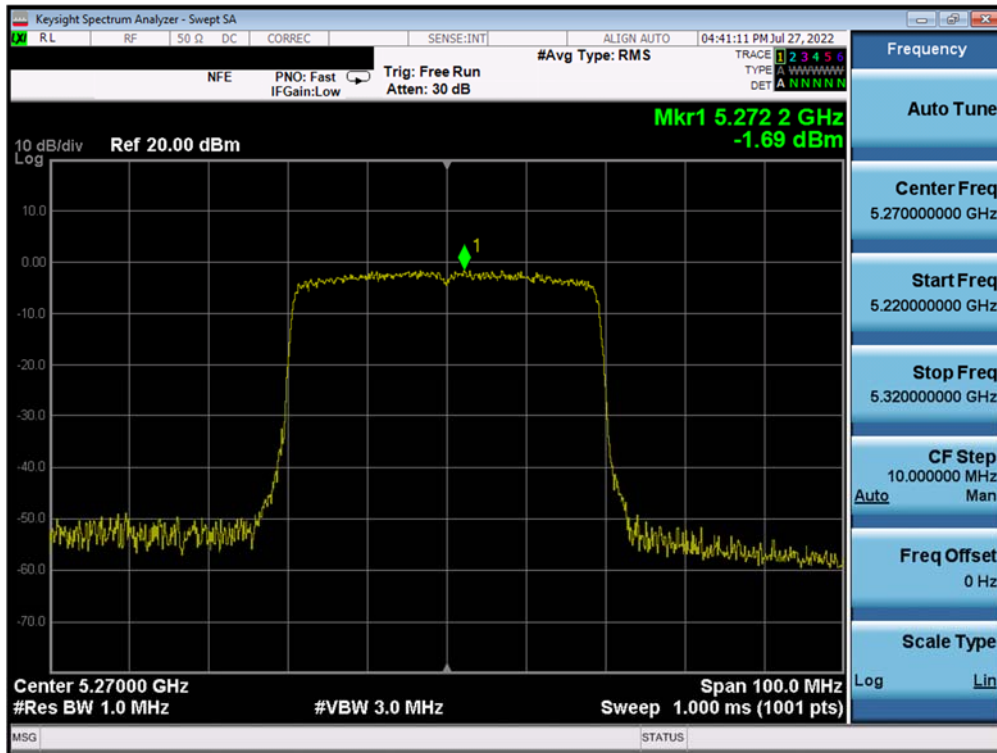 Keysight Spectrum Analyzer - Swept SA
LXI RL RF 50 Ω DC CORREC SENSE:INT ALIGN AUTO 04:41:11 PM Jul 27, 2022
NFE
PNO: Fast
IFGain:Low
Trig: Free Run
Atten: 30 dB
#Avg Type: RMS
TRACE 1 2 3 4 5 6
TYPE A WWWWW
DET A N N N N N
Mkr1 5.272 2 GHz
-1.69 dBm
10 dB/div
Log
Ref 20.00 dBm
10.0
0.00
-10.0
-20.0
-30.0
-40.0
-50.0
-60.0
-70.0
1
Center 5.27000 GHz
Span 100.0 MHz
#Res BW 1.0 MHz
#VBW 3.0 MHz
Sweep 1.000 ms (1001 pts)
MSG
STATUS
Frequency
Auto Tune
Center Freq
5.270000000 GHz
Start Freq
5.220000000 GHz
Stop Freq
5.320000000 GHz
CF Step
10.000000 MHz
Auto Man
Freq Offset
0 Hz
Scale Type
Log Lin